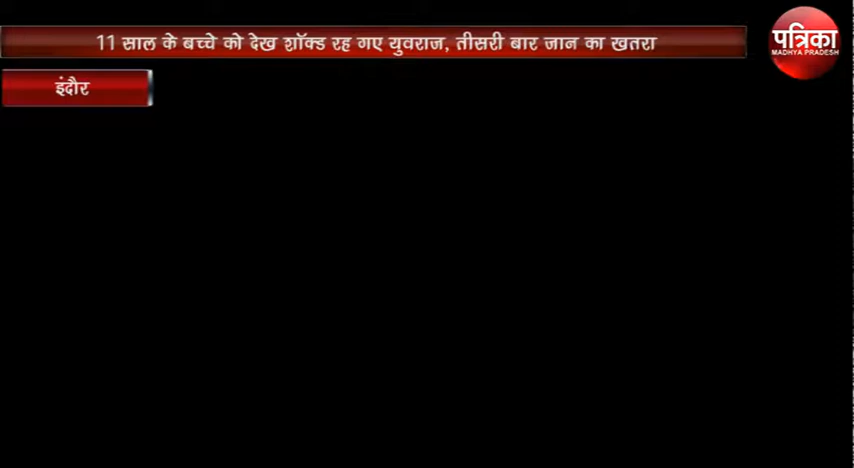 11 साल के बच्चे को देख शॉक्ड रह गए युवराज, तीसरी बार जान का खतरा
पत्रिका
MADHYA PRADESH
इंदौर